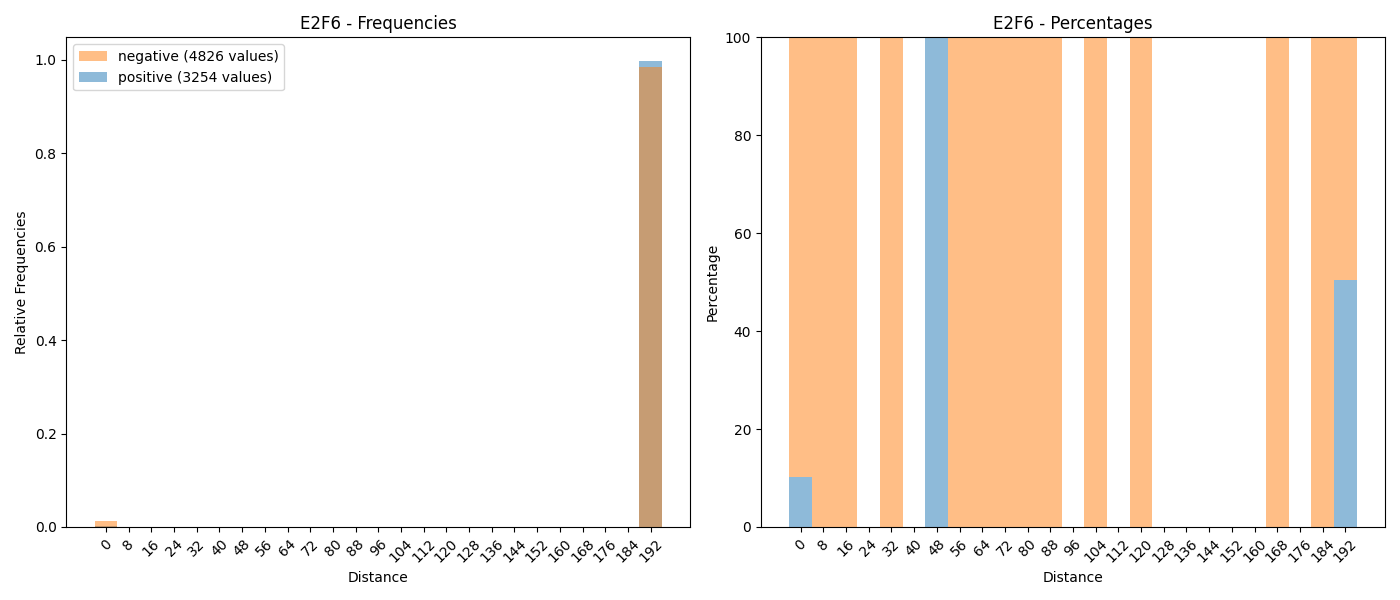 E2F6 - Frequencies
negative (4826 values)
positive (3254 values)
Relative Frequencies
1.0
0.8
0.6
0.4
0.2
0.0
0 8 16 24 32 40 48 56 64 72 80 88 96 104 112 120 128 136 144 152 160 168 176 184 192
Distance
E2F6 - Percentages
Percentage
100
80
60
40
20
0
0 8 16 24 32 40 48 56 64 72 80 88 96 104 112 120 128 136 144 152 160 168 176 184 192
Distance